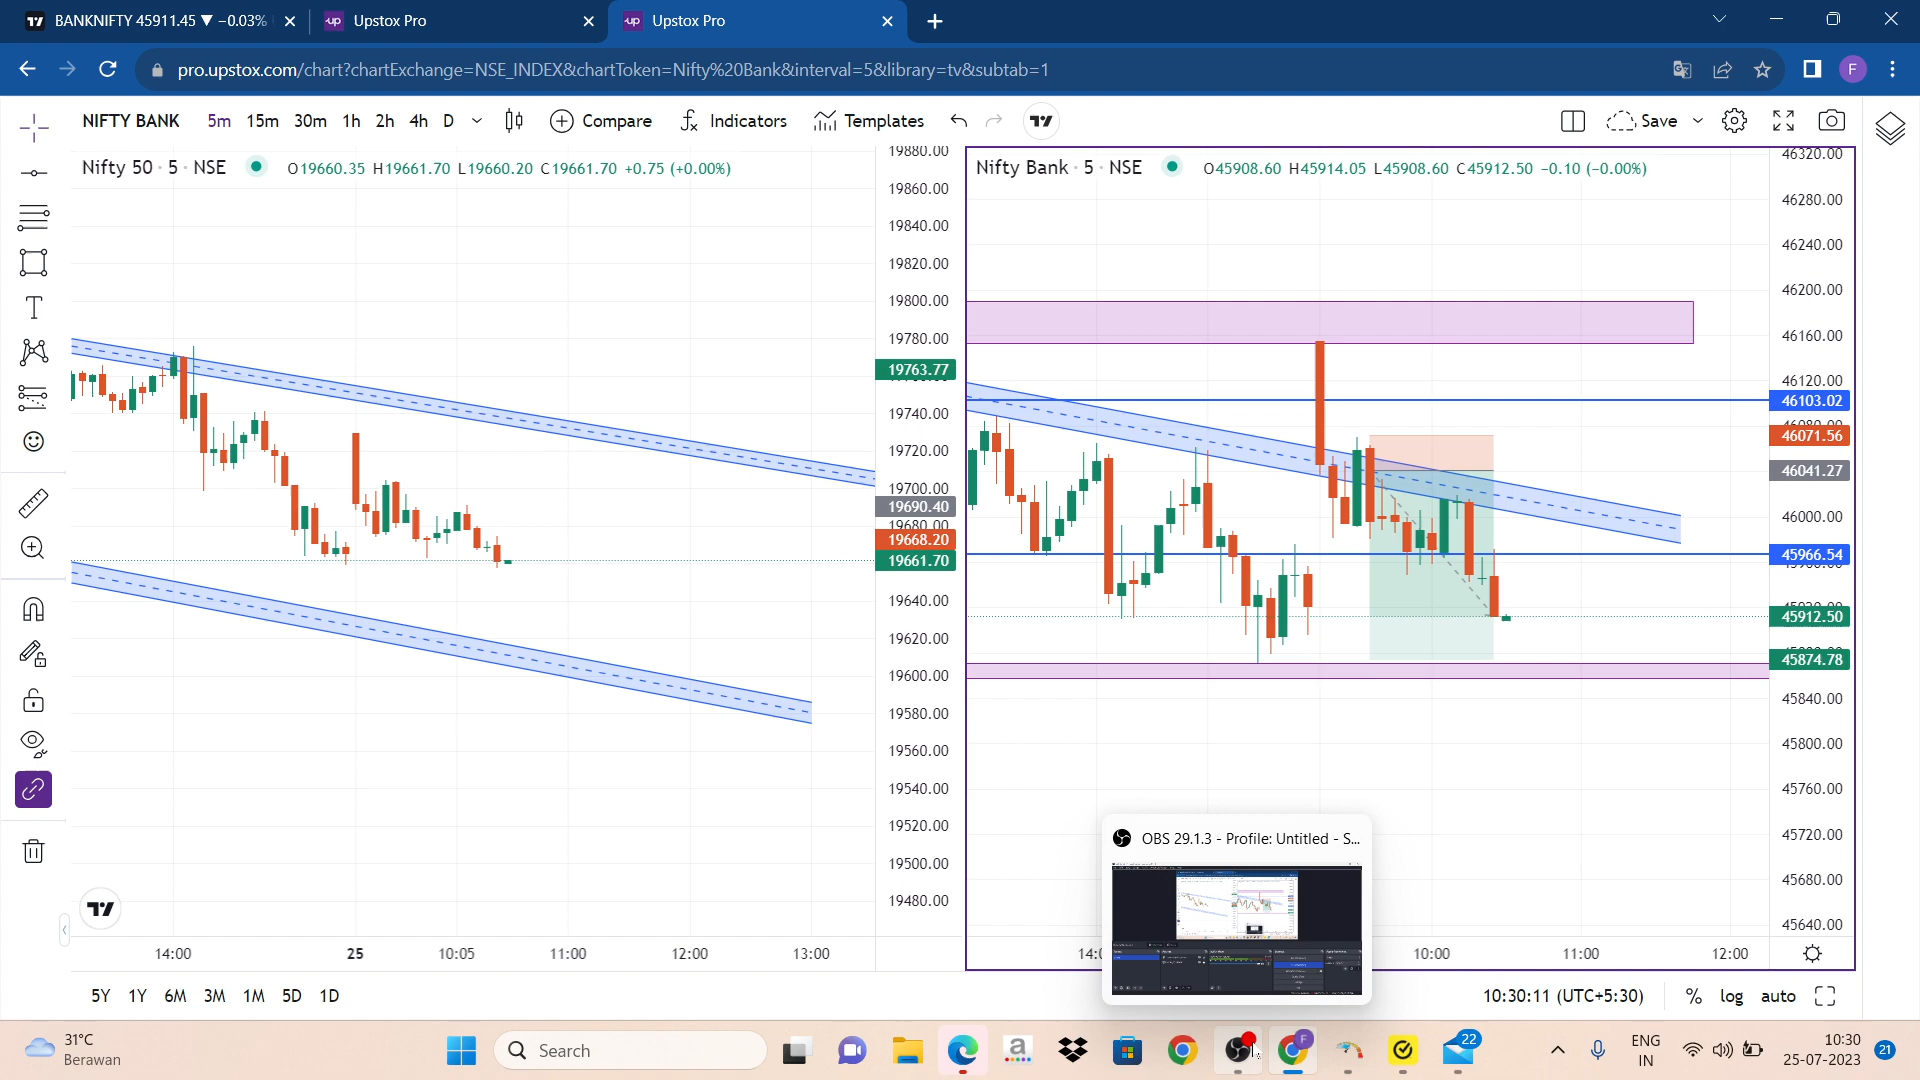 BANKNIFTY 45911.45 ▼ −0.03%
Upstox Pro
Upstox Pro
pro.upstox.com/chart?chartExchange=NSE_INDEX&chartToken=Nifty%20Bank&interval=5&library=tv&subtab=1
F
NIFTY BANK 5m 15m 30m 1h 2h 4h D Compare Indicators Templates Save
Nifty 50 · 5 · NSE O19660.35 H19661.70 L19660.20 C19661.70 +0.75 (+0.00%)
19880.00
19860.00
19840.00
19820.00
19800.00
19780.00
19763.77
19740.00
19720.00
19700.00
19690.40
19680.00
19668.20
19661.70
19640.00
19620.00
19600.00
19580.00
19560.00
19540.00
19520.00
19500.00
19480.00
14:00 25 10:05 11:00 12:00 13:00
Nifty Bank · 5 · NSE O45908.60 H45914.05 L45908.60 C45912.50 −0.10 (−0.00%)
46320.00
46280.00
46240.00
46200.00
46160.00
46120.00
46103.02
46071.56
46041.27
46000.00
45966.54
45912.50
45874.78
45840.00
45800.00
45760.00
45720.00
45680.00
45640.00
10:00 11:00 12:00
OBS 29.1.3 - Profile: Untitled - S...
5Y 1Y 6M 3M 1M 5D 1D
10:30:11 (UTC+5:30) % log auto
31°C
Berawan
Search
22
ENG
IN
10:30
25-07-2023
21